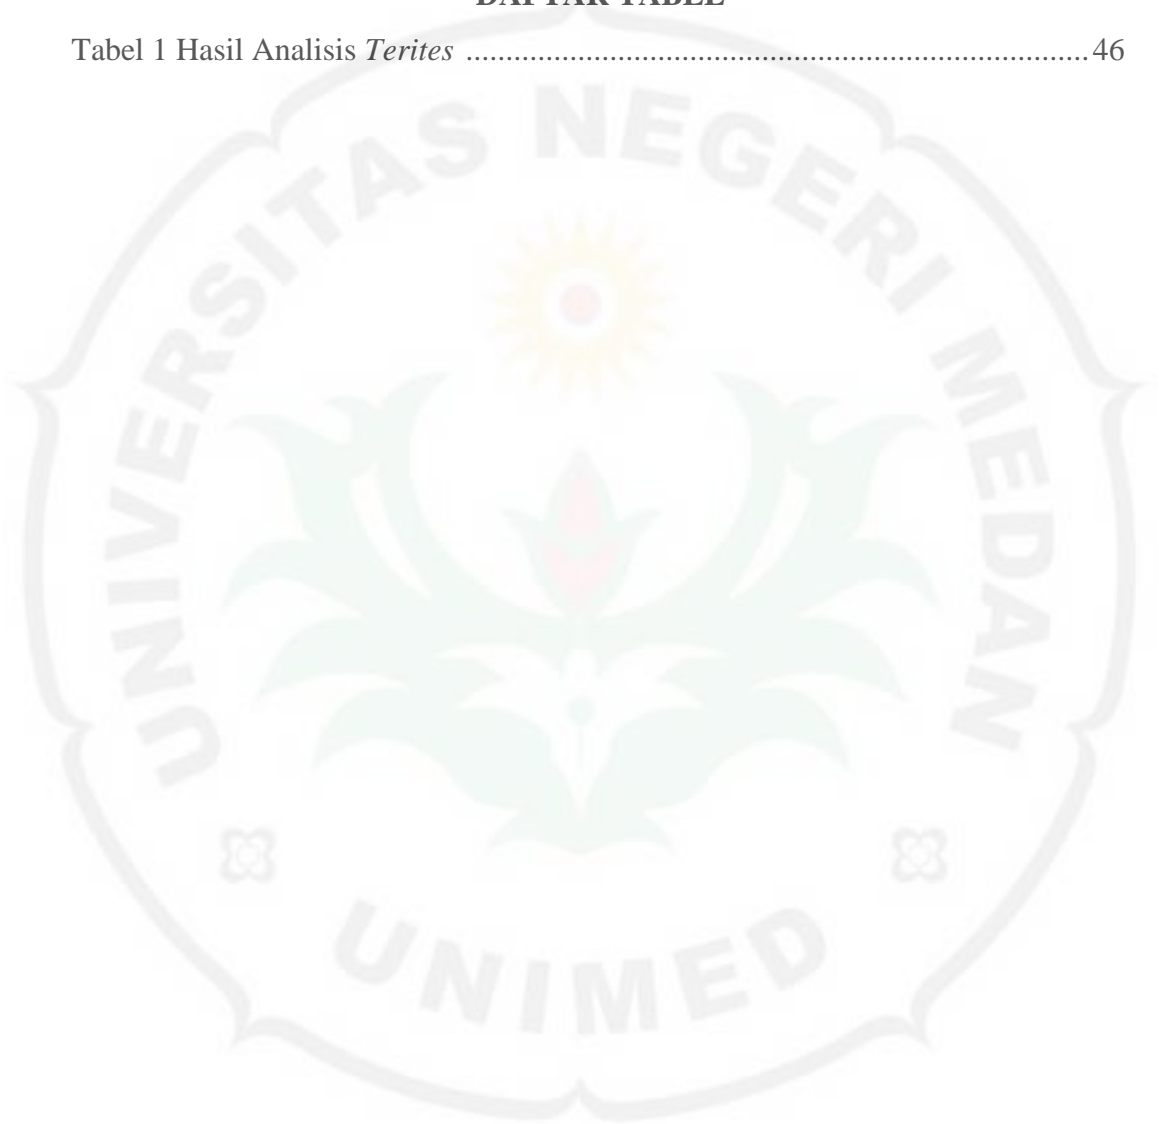 DAFTAR TABEL
Tabel 1 Hasil Analisis Terites ..............................................................................46
UNIVERSITAS NEGERI MEDAN
UNIMED